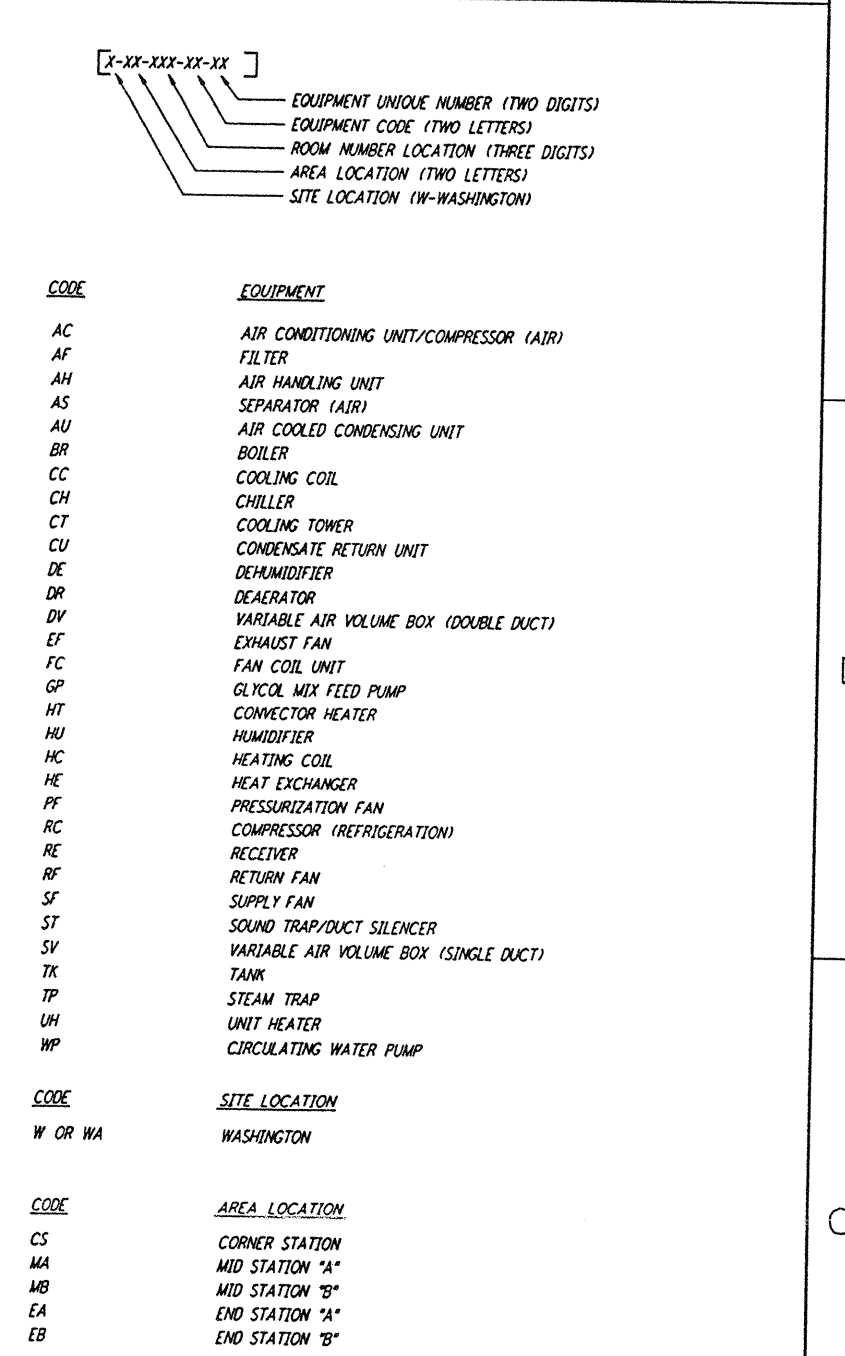 [X-XX-XXX-XX-XX ]
EQUIPMENT UNIQUE NUMBER (TWO DIGITS)
EQUIPMENT CODE (TWO LETTERS)
ROOM NUMBER LOCATION (THREE DIGITS)
AREA LOCATION (TWO LETTERS)
SITE LOCATION (W-WASHINGTON)
CODE EQUIPMENT
AC AIR CONDITIONING UNIT/COMPRESSOR (AIR)
AF FILTER
AH AIR HANDLING UNIT
AS SEPARATOR (AIR)
AU AIR COOLED CONDENSING UNIT
BR BOILER
CC COOLING COIL
CH CHILLER
CT COOLING TOWER
CU CONDENSATE RETURN UNIT
DE DEHUMIDIFIER
DR DEAERATOR
DV VARIABLE AIR VOLUME BOX (DOUBLE DUCT)
EF EXHAUST FAN
FC FAN COIL UNIT
GP GLYCOL MIX FEED PUMP
HT CONVECTOR HEATER
HU HUMIDIFIER
HC HEATING COIL
HE HEAT EXCHANGER
PF PRESSURIZATION FAN
RC COMPRESSOR (REFRIGERATION)
RE RECEIVER
RF RETURN FAN
SF SUPPLY FAN
ST SOUND TRAP/DUCT SILENCER
SV VARIABLE AIR VOLUME BOX (SINGLE DUCT)
TK TANK
TP STEAM TRAP
UH UNIT HEATER
WP CIRCULATING WATER PUMP
CODE SITE LOCATION
W OR WA WASHINGTON
CODE AREA LOCATION
CS CORNER STATION
MA MID STATION "A"
MB MID STATION "B"
EA END STATION "A"
EB END STATION "B"